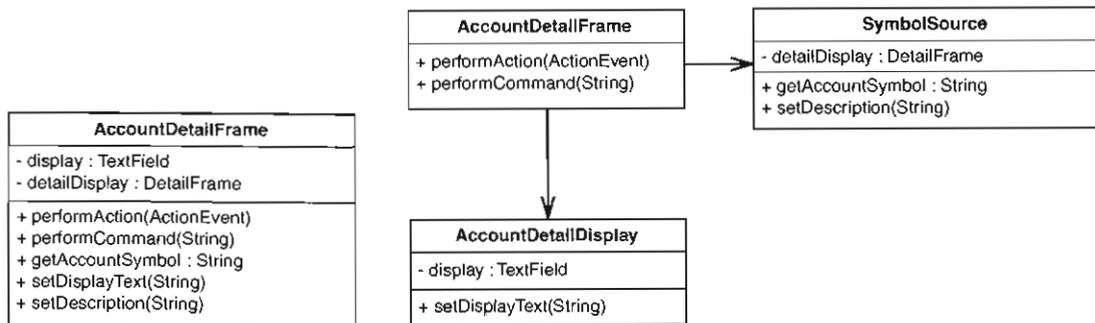 AccountDetailFrame
- display : TextField
- detailDisplay : DetailFrame
+ performAction(ActionEvent)
+ performCommand(String)
+ getAccountSymbol : String
+ setDisplayText(String)
+ setDescription(String)
AccountDetailFrame
+ performAction(ActionEvent)
+ performCommand(String)
SymbolSource
- detailDisplay : DetailFrame
+ getAccountSymbol : String
+ setDescription(String)
AccountDetailDisplay
- display : TextField
+ setDisplayText(String)